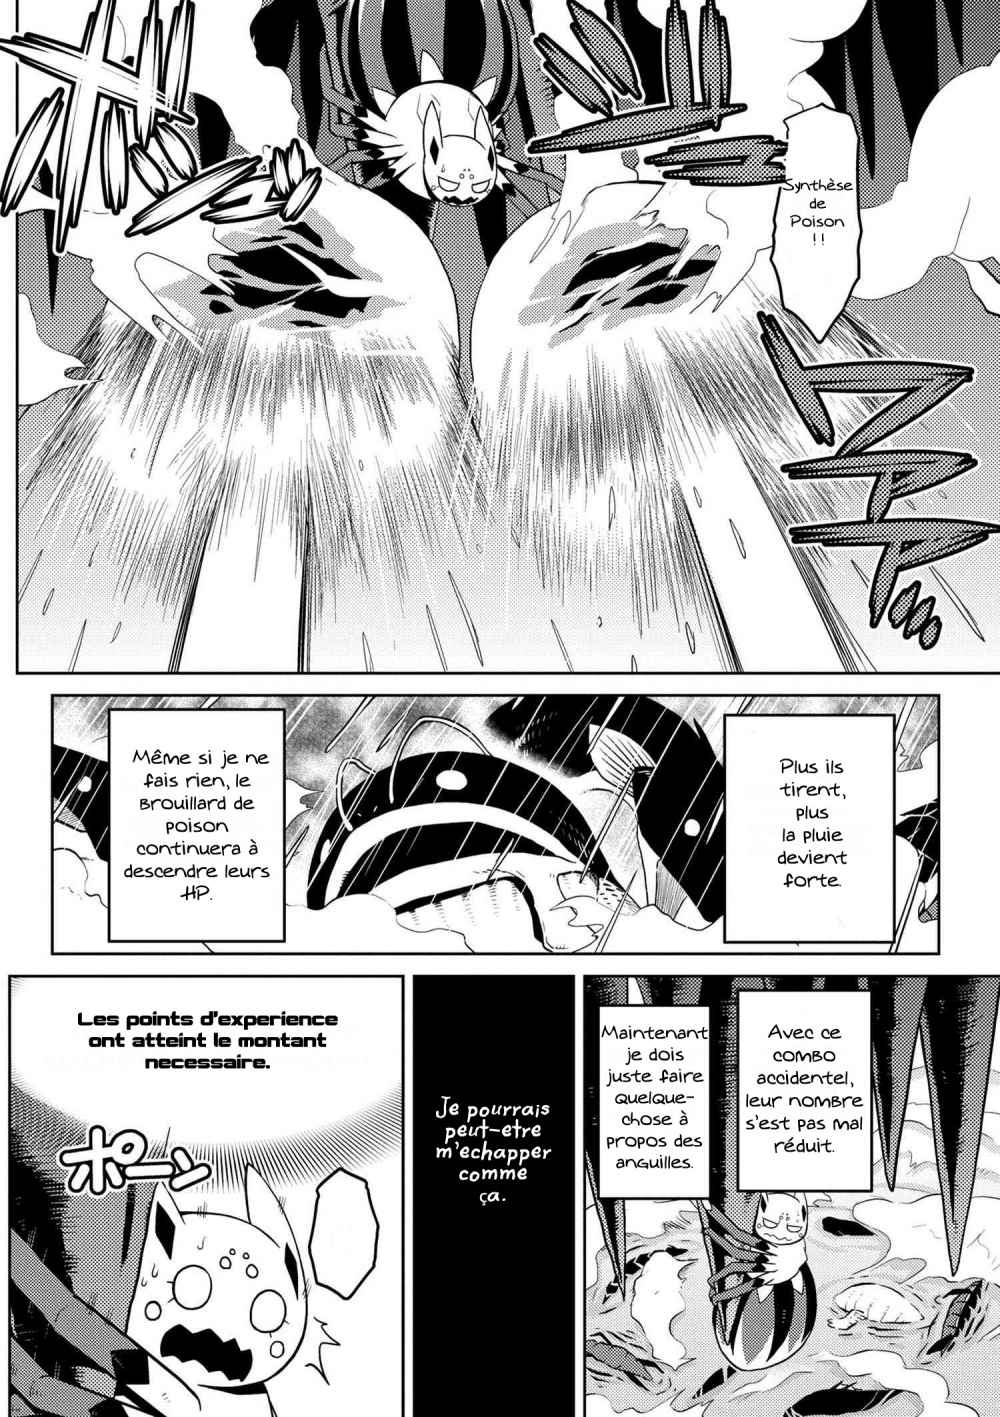 Synthèse
de
Poison
!!
Plus ils
tirent,
plus
la pluie
devient
forte.
Même si je ne
fais rien, le
Brouillard de
poison
continuera à
descendre leurs
HP.
Avec ce
combo
accidentel,
leur nombre
s'est pas mal
réduit.
Maintenant
je dois
juste faire
quelque-
chose à
propos des
anguilles.
Je pourrais
peut-etre
m'echapper
comme
ça.
Les points d'experience
ont atteint le montant
necessaire.
ポーン